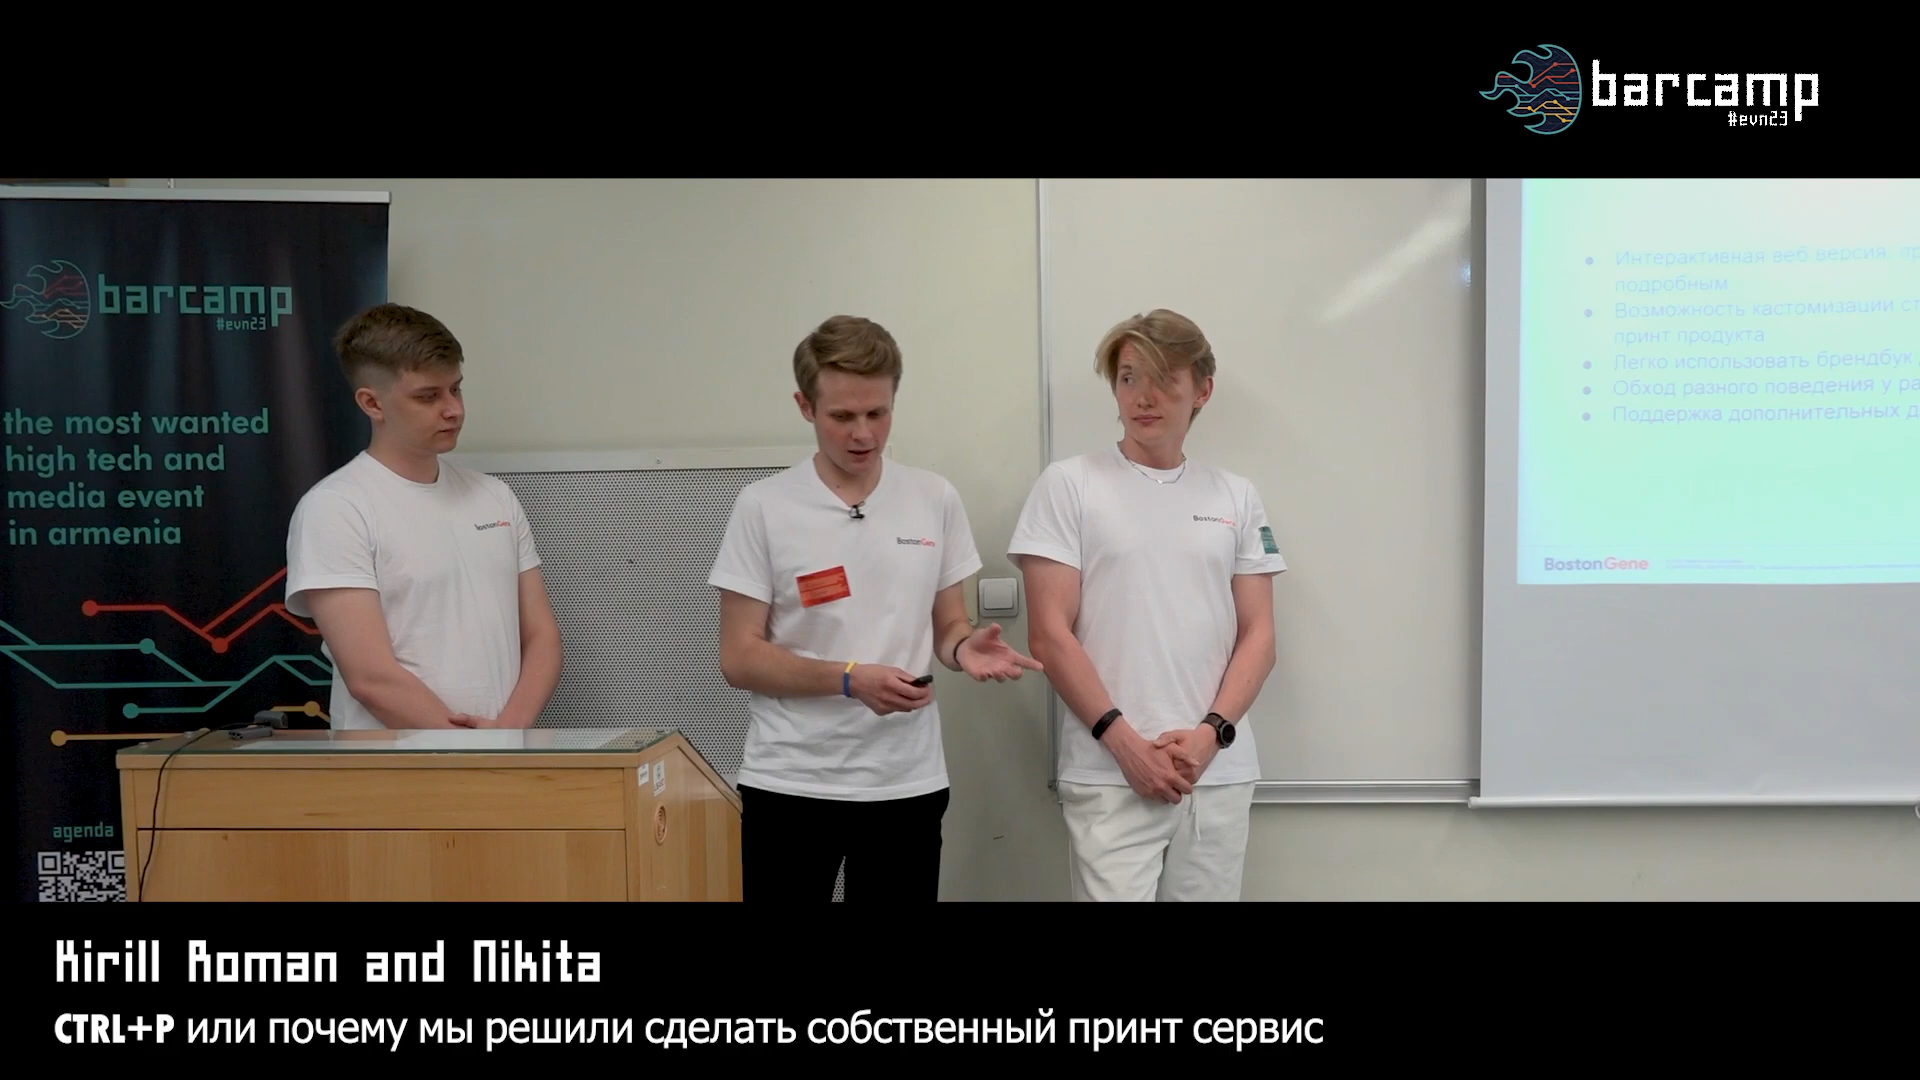 barcamp
#evn23
barcamp
#evn23
the most wanted
high tech and
media event
in armenia
agenda
BostonGene
BostonGene
BostonGene
Интерактивная веб версия,
подробным
Возможность кастомизации
принт продукта
Легко использовать брендбук
Обход разного поведения у
Поддержка дополнительных
BostonGene
Kirill Roman and Nikita
CTRL+P или почему мы решили сделать собственный принт сервис